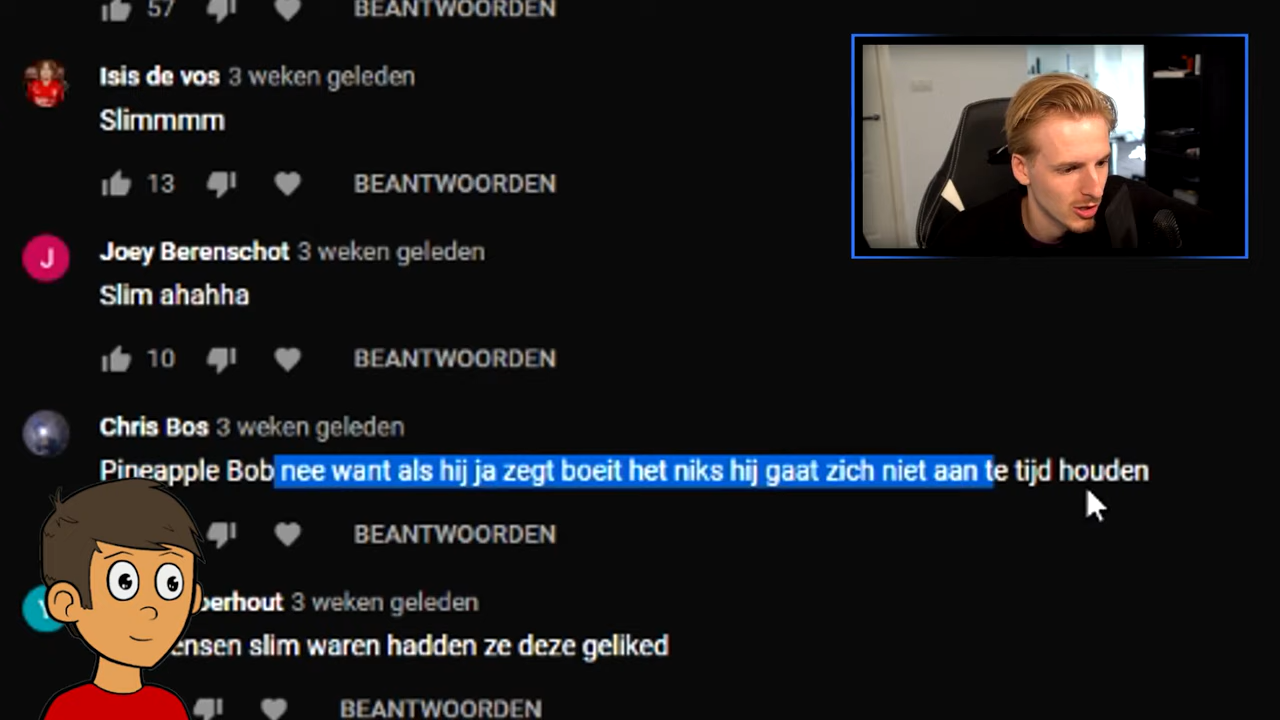 57 BEANTWOORDEN
Isis de vos 3 weken geleden
Slimmmm
13 BEANTWOORDEN
J
Joey Berenschot 3 weken geleden
Slim ahahha
10 BEANTWOORDEN
Chris Bos 3 weken geleden
Pineapple Bob nee want als hij ja zegt boeit het niks hij gaat zich niet aan te tijd houden
BEANTWOORDEN
berhout 3 weken geleden
ensen slim waren hadden ze deze geliked
BEANTWOORDEN